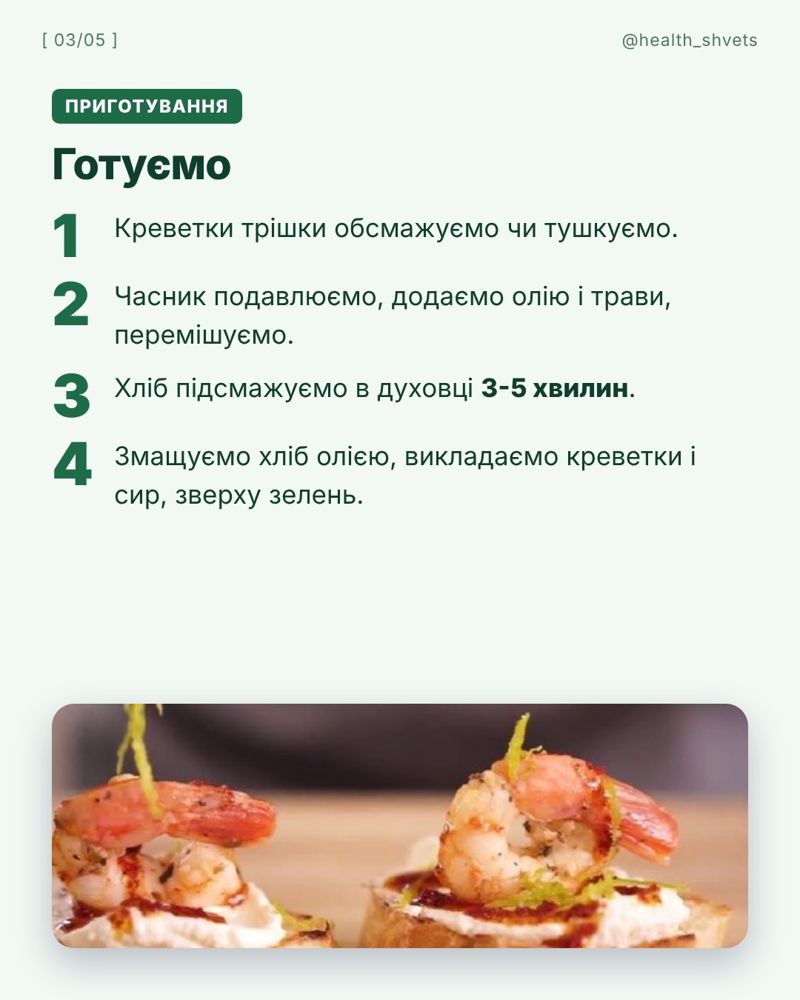 [ 03/05 ]
@health_shvets
ПРИГОТУВАННЯ
Готуємо
1 Креветки трішки обсмажуємо чи тушкуємо.
2 Часник подавлюємо, додаємо олію і трави,
перемішуємо.
3 Хліб підсмажуємо в духовці 3-5 хвилин.
4 Змащуємо хліб олією, викладаємо креветки і
сир, зверху зелень.